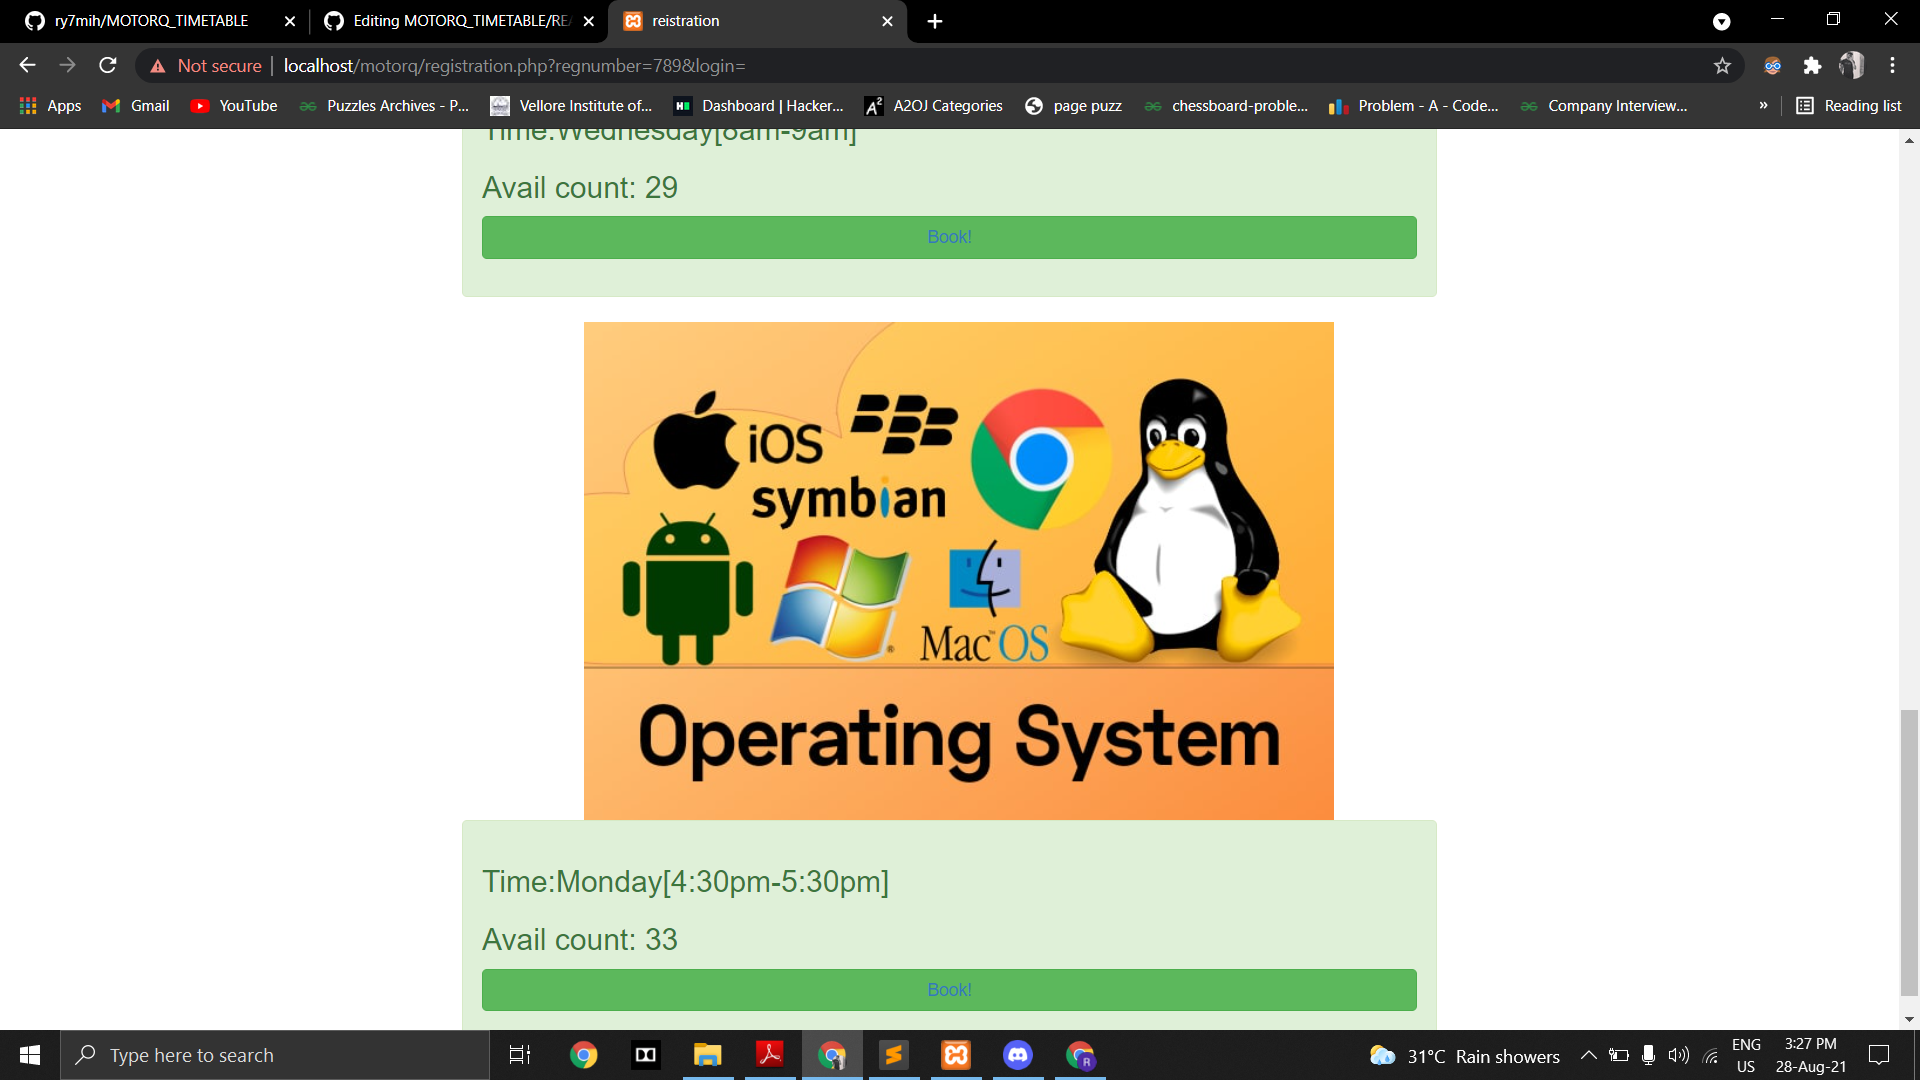 ry7mih/MOTORQ_TIMETABLE
Editing MOTORQ_TIMETABLE/RE
reistration
Not secure
localhost/motorq/registration.php?regnumber=789&login=
Apps
Gmail
YouTube
Puzzles Archives - P...
Vellore Institute of...
Dashboard | Hacker...
A2OJ Categories
page puzz
chessboard-proble...
Problem - A - Code...
Company Interview...
»
Reading list
Time:Wednesday[8am-9am]
Avail count: 29
Book!
iOS
symbian
Mac OS
Operating System
Time:Monday[4:30pm-5:30pm]
Avail count: 33
Book!
Type here to search
31°C Rain showers
ENG
US
3:27 PM
28-Aug-21